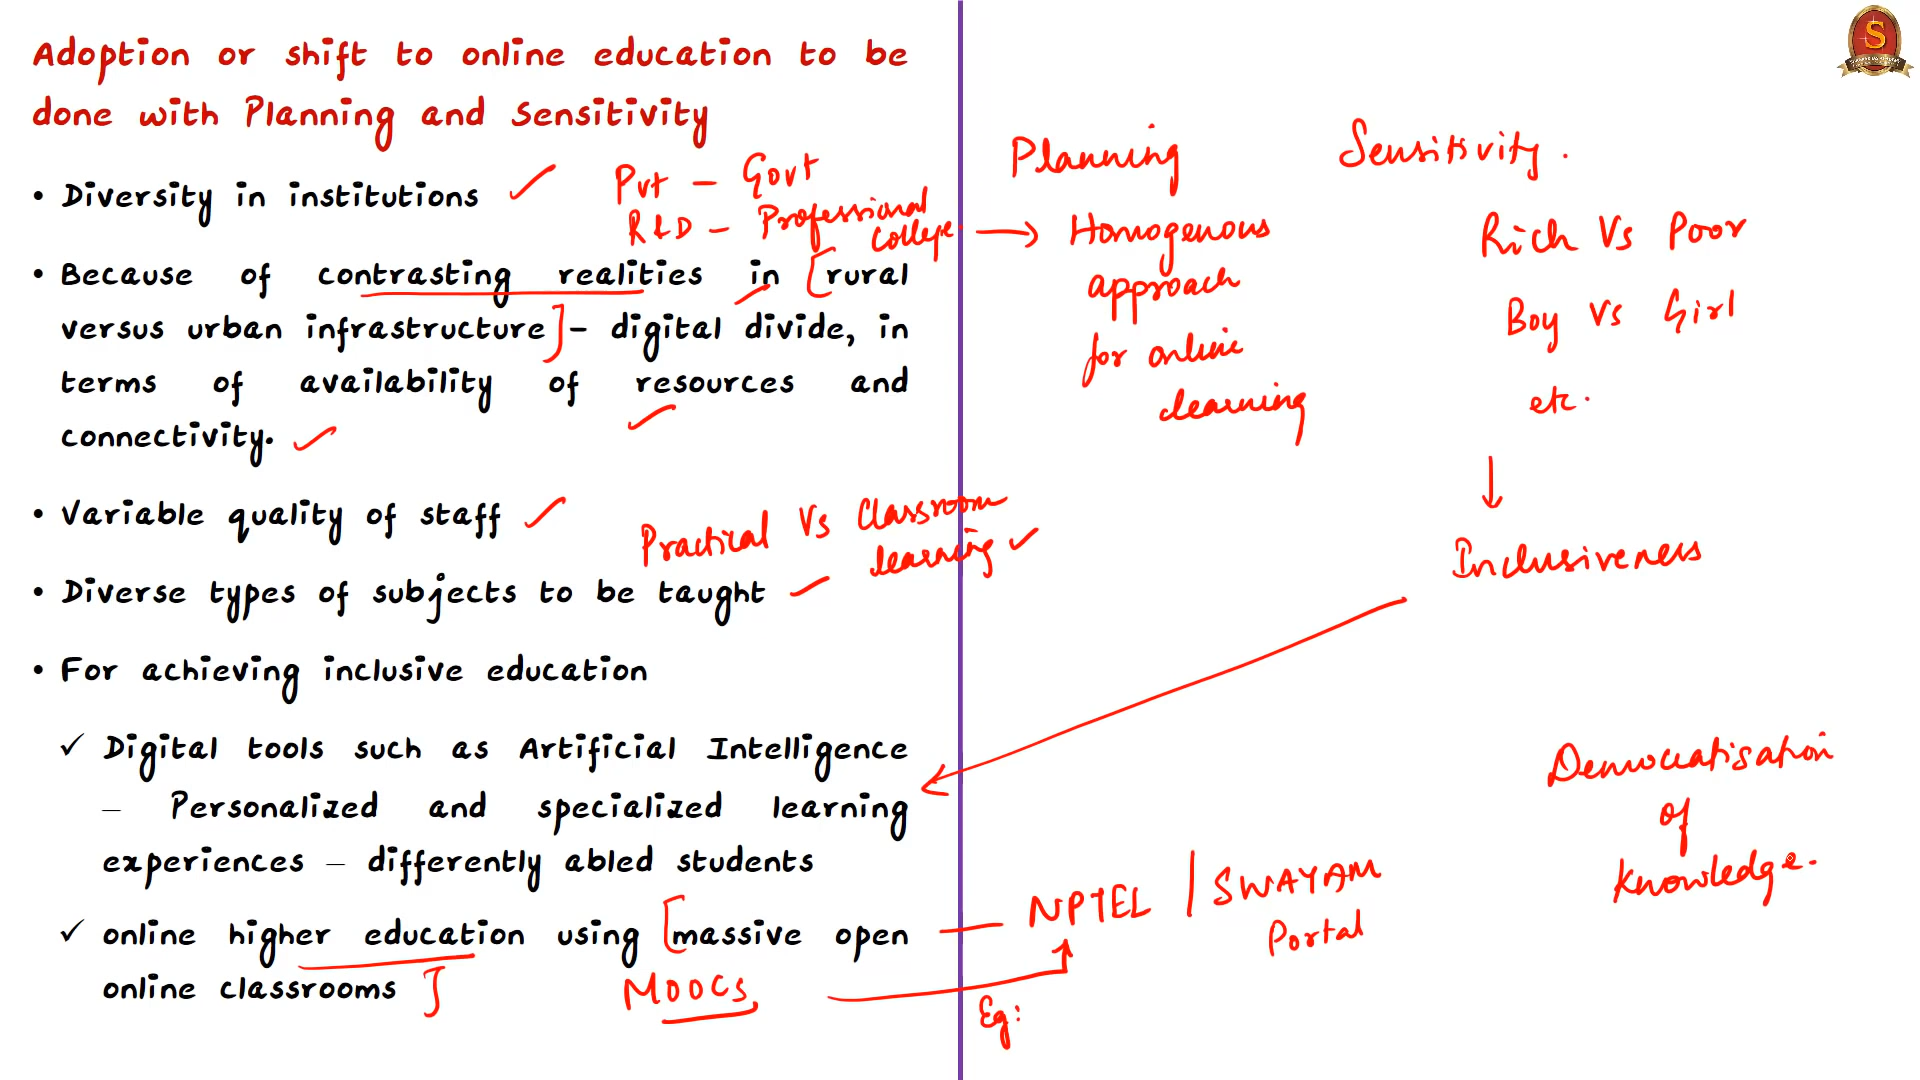 Adoption or shift to online education to be
done with Planning and Sensitivity
• Diversity in institutions
Pvt - Govt
R&D - Professional
College
• Because of contrasting realities in [rural
versus urban infrastructure] - digital divide, in
terms of availability of resources and
connectivity.
• Variable quality of staff
Practical Vs Classroom
learning
• Diverse types of subjects to be taught
• For achieving inclusive education
✓ Digital tools such as Artificial Intelligence
– Personalized and specialized learning
experiences – differently abled students
✓ online higher education using [massive open
online classrooms]
MOOCS
Planning
Homogenous
approach
for online
learning
Sensitivity.
Rich Vs Poor
Boy Vs Girl
etc.
Inclusiveness
Democratisation
of
Knowledge.
NPTEL / SWAYAM
Portal
Eg:
S